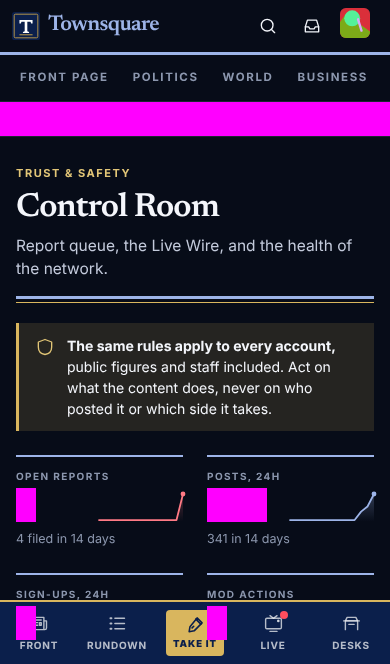 T Townsquare
FRONT PAGE POLITICS WORLD BUSINESS
TRUST & SAFETY
Control Room
Report queue, the Live Wire, and the health of
the network.
The same rules apply to every account,
public figures and staff included. Act on
what the content does, never on who
posted it or which side it takes.
OPEN REPORTS POSTS, 24H
4 filed in 14 days 341 in 14 days
SIGN-UPS, 24H MOD ACTIONS
FRONT RUNDOWN TAKE IT LIVE DESKS